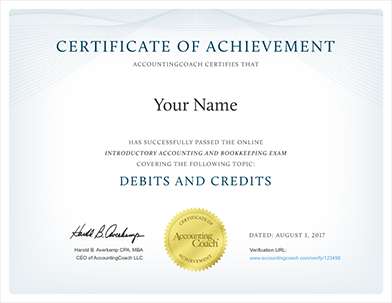 CERTIFICATE OF ACHIEVEMENT
ACCOUNTINGCOACH CERTIFIES THAT
Your Name
HAS SUCCESSFULLY PASSED THE ONLINE
INTRODUCTORY ACCOUNTING AND BOOKKEEPING EXAM
COVERING THE FOLLOWING TOPIC:
DEBITS AND CREDITS
Harold B. Averkamp
Harold B. Averkamp CPA, MBA
CEO of AccountingCoach LLC
CERTIFICATE OF
Accounting
Coach
ACHIEVEMENT
DATED: AUGUST 1, 2017
Verification URL:
www.accountingcoach.com/verify/123456